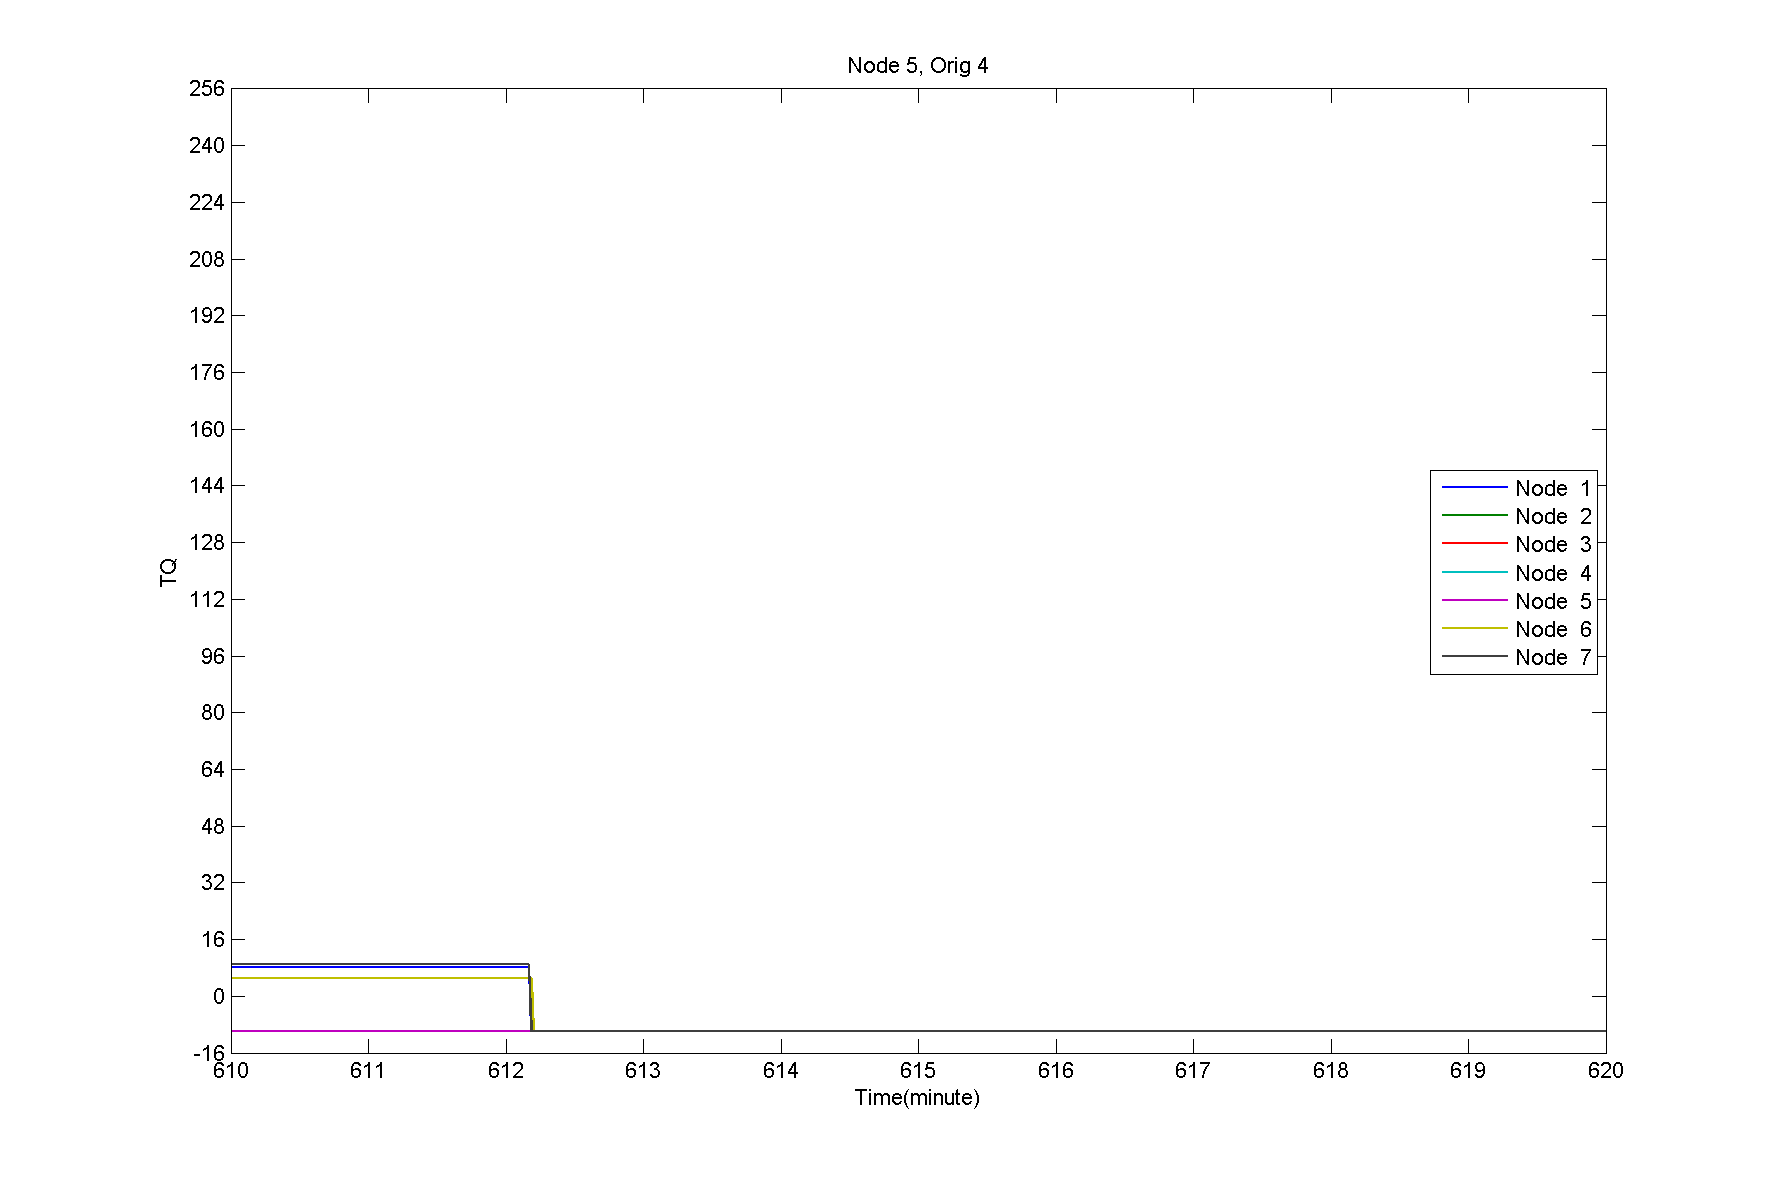 Node 5, Orig 4
256
240
224
208
192
176
160
144
128
112
96
80
64
48
32
16
0
-16
TQ
Node 1
Node 2
Node 3
Node 4
Node 5
Node 6
Node 7
610 611 612 613 614 615 616 617 618 619 620
Time(minute)